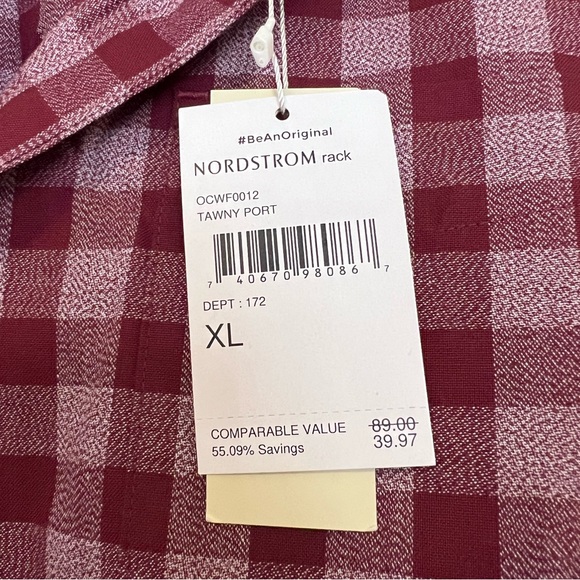 #BeAnOriginal
NORDSTROM rack
OCWF0012
TAWNY PORT
7 40670 98086 7
DEPT : 172
XL
COMPARABLE VALUE 89.00
55.09% Savings 39.97